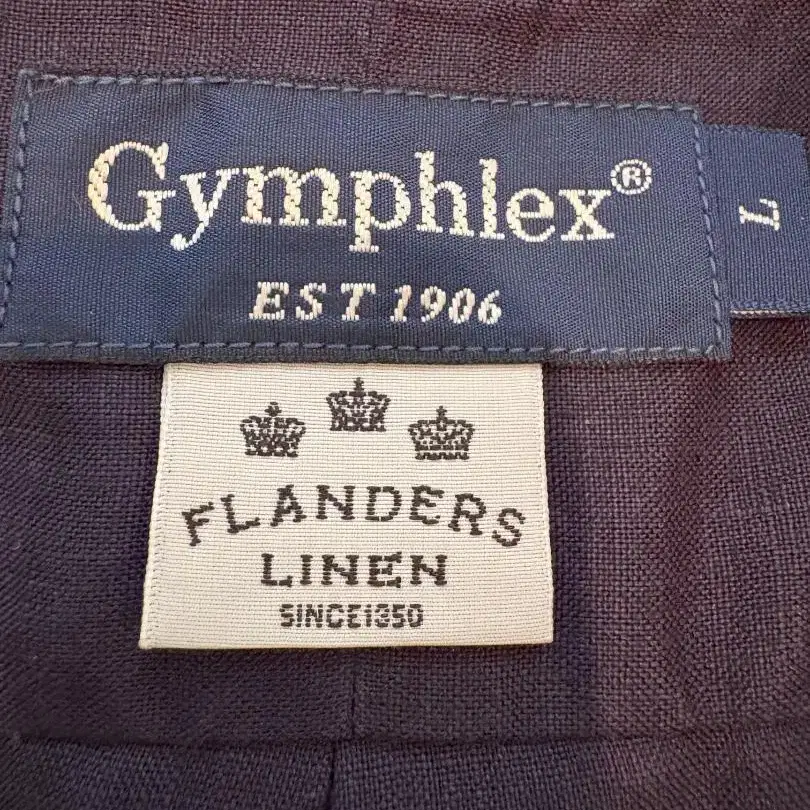 Gymphlex®
EST 1906
L
FLANDERS
LINEN
SINCE1350